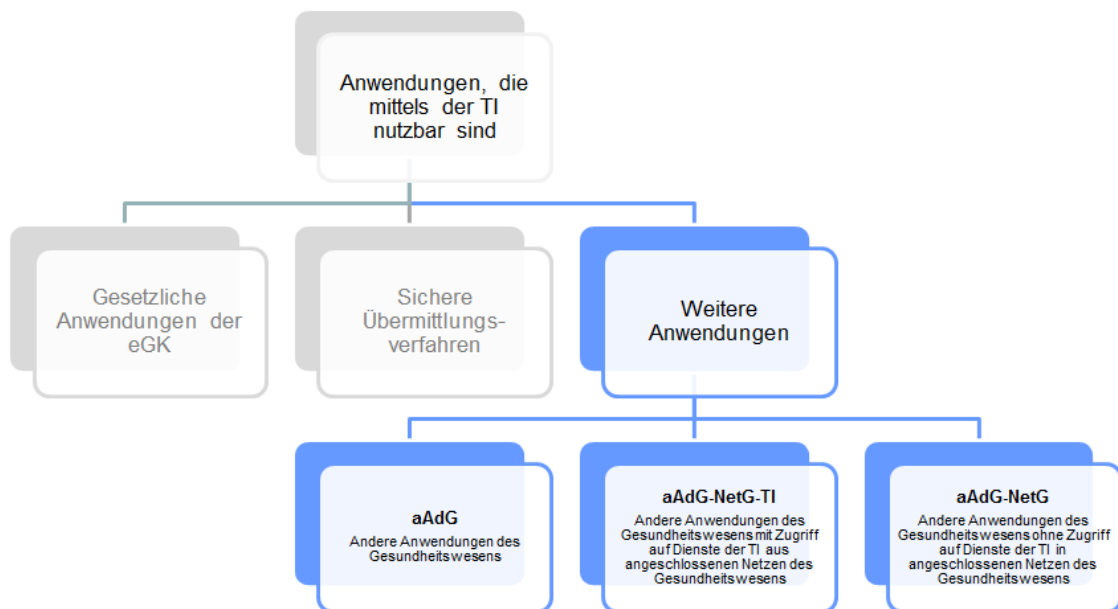 Anwendungen, die
mittels der TI
nutzbar sind
Gesetzliche
Anwendungen der
eGK
Sichere
Übermittlungs-
verfahren
Weitere
Anwendungen
aAdG
Andere Anwendungen des
Gesundheitswesens
aAdG-NetG-TI
Andere Anwendungen des
Gesundheitswesens mit Zugriff
auf Dienste der TI aus
angeschlossenen Netzen des
Gesundheitswesens
aAdG-NetG
Andere Anwendungen des
Gesundheitswesens ohne Zugriff
auf Dienste der TI in
angeschlossenen Netzen des
Gesundheitswesens